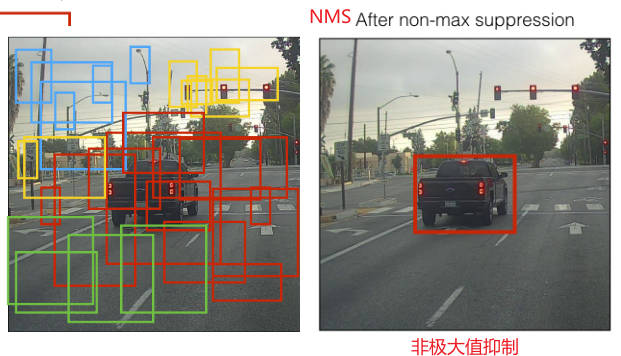 NMS After non-max suppression
非极大值抑制